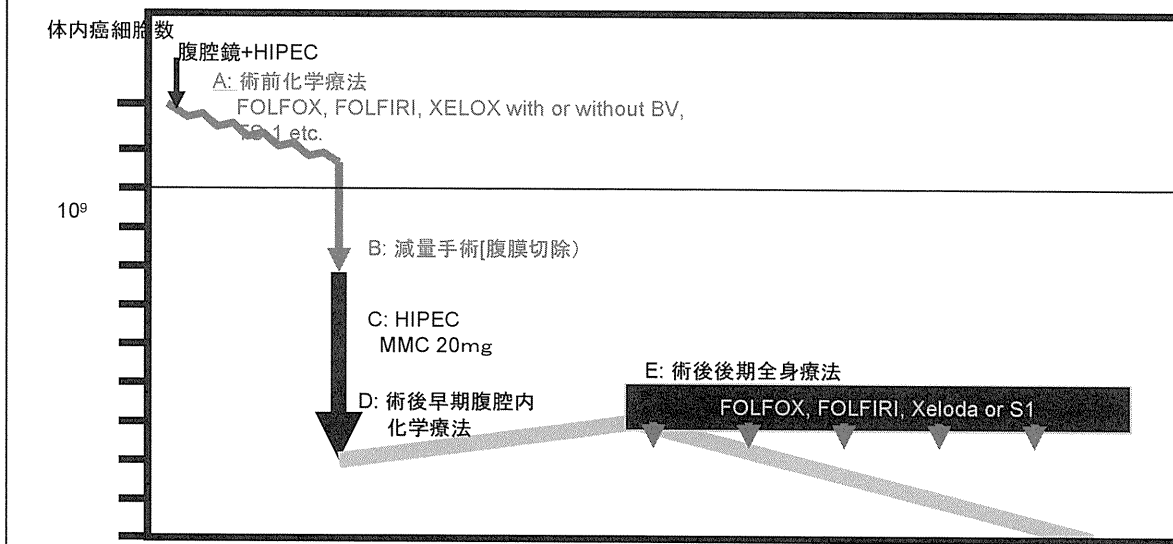 体内癌細胞数
腹腔鏡+HIPEC
A: 術前化学療法
FOLFOX, FOLFIRI, XELOX with or without BV,
TS-1 etc.
10⁹
B: 減量手術[腹膜切除）
C: HIPEC
MMC 20mg
D: 術後早期腹腔内
化学療法
E: 術後後期全身療法
FOLFOX, FOLFIRI, Xeloda or S1